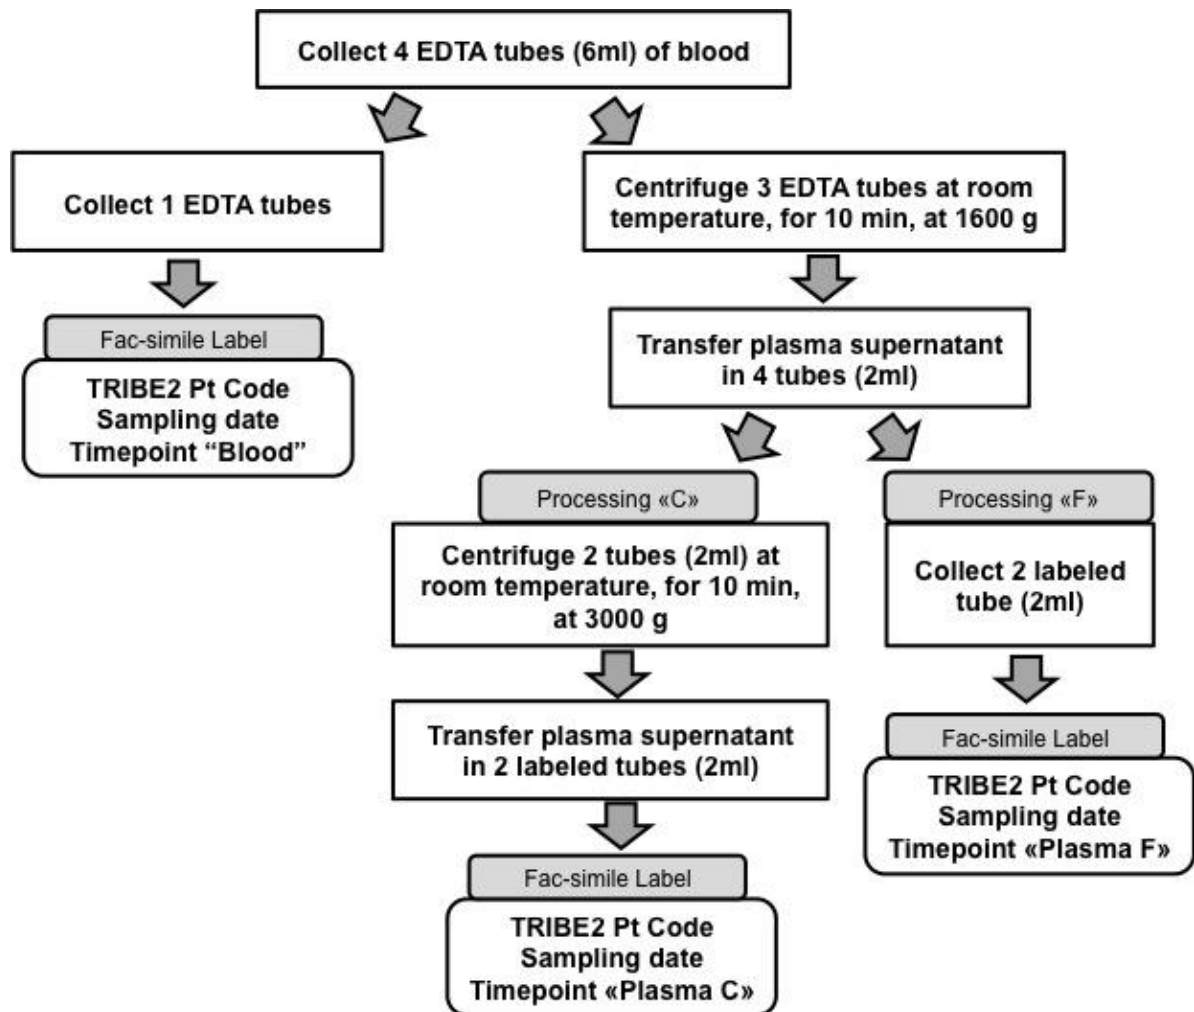 Collect 4 EDTA tubes (6ml) of blood
Collect 1 EDTA tubes
Centrifuge 3 EDTA tubes at room
temperature, for 10 min, at 1600 g
Fac-simile Label
TRIBE2 Pt Code
Sampling date
Timepoint “Blood”
Transfer plasma supernatant
in 4 tubes (2ml)
Processing «C»
Centrifuge 2 tubes (2ml) at
room temperature, for 10 min,
at 3000 g
Transfer plasma supernatant
in 2 labeled tubes (2ml)
Fac-simile Label
TRIBE2 Pt Code
Sampling date
Timepoint «Plasma C»
Processing «F»
Collect 2 labeled
tube (2ml)
Fac-simile Label
TRIBE2 Pt Code
Sampling date
Timepoint «Plasma F»